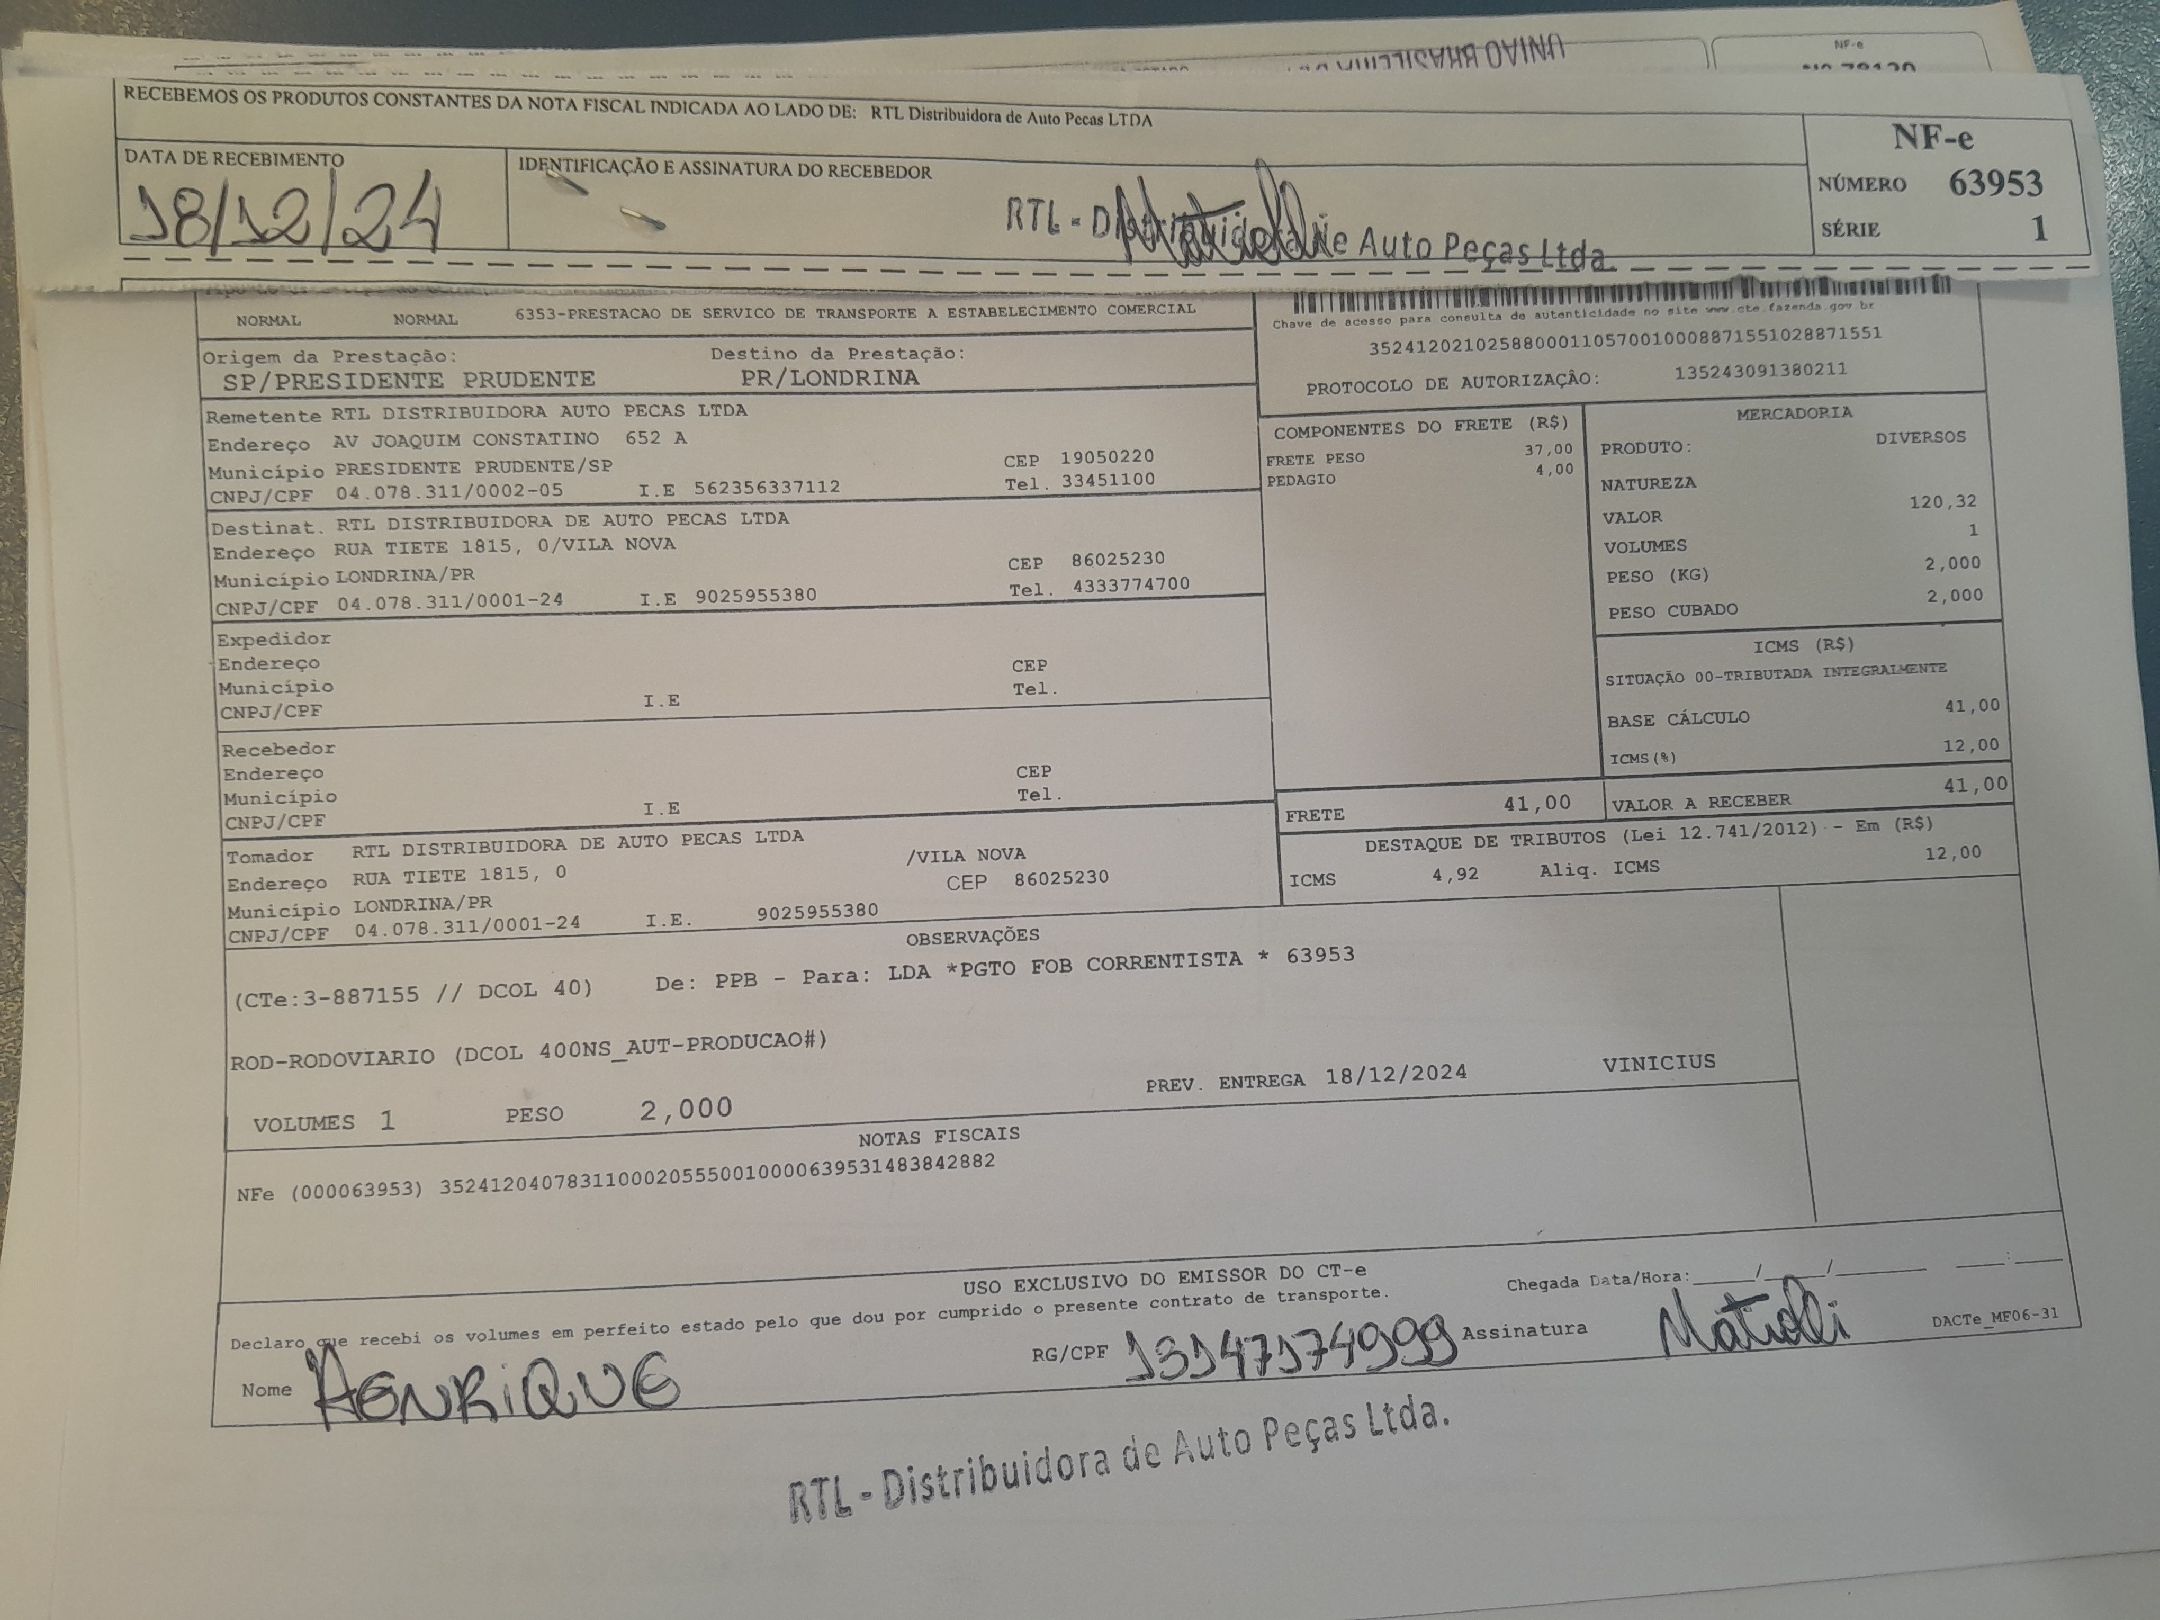 UNIAO BRASILEIRA
NF-e
RECEBEMOS OS PRODUTOS CONSTANTES DA NOTA FISCAL INDICADA AO LADO DE: RTL Distribuidora de Auto Pecas LTDA
NF-e
DATA DE RECEBIMENTO IDENTIFICAÇÃO E ASSINATURA DO RECEBEDOR
NÚMERO 63953
18/12/24
RTL - Distribuidora de Auto Peças Ltda.
SÉRIE 1
NORMAL NORMAL 6353-PRESTACAO DE SERVICO DE TRANSPORTE A ESTABELECIMENTO COMERCIAL
Chave de acesso para consulta de autenticidade no site www.cte.fazenda.gov.br
35241202102588000110570010008871551028871551
PROTOCOLO DE AUTORIZAÇÃO: 135243091380211
Origem da Prestação: Destino da Prestação:
SP/PRESIDENTE PRUDENTE PR/LONDRINA
Remetente RTL DISTRIBUIDORA AUTO PECAS LTDA
Endereço AV JOAQUIM CONSTATINO 652 A
Município PRESIDENTE PRUDENTE/SP CEP 19050220
CNPJ/CPF 04.078.311/0002-05 I.E 562356337112 Tel. 33451100
Destinat. RTL DISTRIBUIDORA DE AUTO PECAS LTDA
Endereço RUA TIETE 1815, 0/VILA NOVA
Município LONDRINA/PR CEP 86025230
CNPJ/CPF 04.078.311/0001-24 I.E 9025955380 Tel. 4333774700
Expedidor
Endereço CEP
Município Tel.
CNPJ/CPF I.E
Recebedor
Endereço CEP
Município Tel.
CNPJ/CPF I.E
Tomador RTL DISTRIBUIDORA DE AUTO PECAS LTDA
Endereço RUA TIETE 1815, 0 /VILA NOVA
Município LONDRINA/PR CEP 86025230
CNPJ/CPF 04.078.311/0001-24 I.E. 9025955380
COMPONENTES DO FRETE (R$)
FRETE PESO 37,00
PEDAGIO 4,00
MERCADORIA
PRODUTO: DIVERSOS
NATUREZA
VALOR 120,32
VOLUMES 1
PESO (KG) 2,000
PESO CUBADO 2,000
ICMS (R$)
SITUAÇÃO 00-TRIBUTADA INTEGRALMENTE
BASE CÁLCULO 41,00
ICMS(%) 12,00
FRETE 41,00 VALOR A RECEBER 41,00
DESTAQUE DE TRIBUTOS (Lei 12.741/2012) - Em (R$)
ICMS 4,92 Aliq. ICMS 12,00
OBSERVAÇÕES
(CTe:3-887155 // DCOL 40) De: PPB - Para: LDA *PGTO FOB CORRENTISTA * 63953
ROD-RODOVIARIO (DCOL 400NS_AUT-PRODUCAO#)
PREV. ENTREGA 18/12/2024 VINICIUS
VOLUMES 1 PESO 2,000
NOTAS FISCAIS
NFe (000063953) 35241204078311000205550010000639531483842882
USO EXCLUSIVO DO EMISSOR DO CT-e
Declaro que recebi os volumes em perfeito estado pelo que dou por cumprido o presente contrato de transporte.
Chegada Data/Hora:_____/_____/_______ ____:____
Nome HENRIQUE RG/CPF 13147174999 Assinatura Matioli
DACTe_MF06-31
RTL - Distribuidora de Auto Peças Ltda.